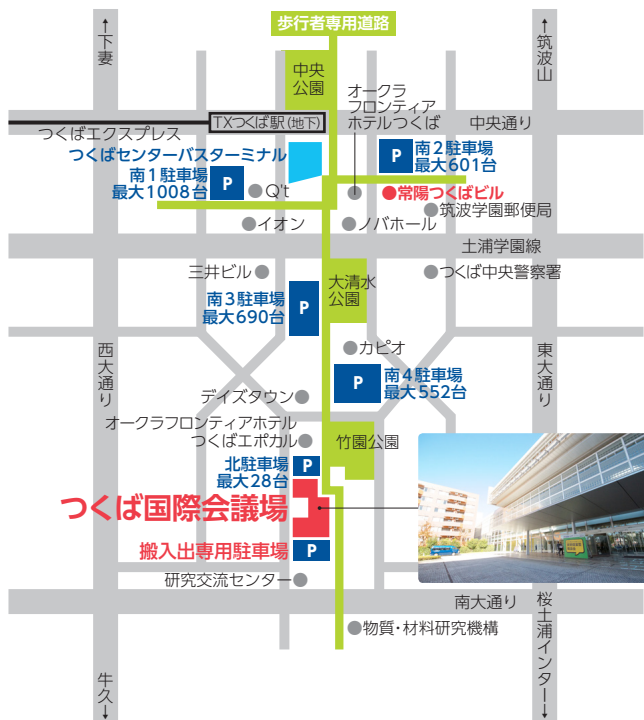 歩行者専用道路
↑下妻
↑筑波山
中央
公園
オークラ
フロンティア
ホテルつくば
TXつくば駅(地下)
中央通り
つくばエクスプレス
つくばセンターバスターミナル
南1駐車場
最大1008台
P
Q't
P
南2駐車場
最大601台
常陽つくばビル
筑波学園郵便局
イオン
ノバホール
土浦学園線
三井ビル
大清水
公園
つくば中央警察署
南3駐車場
最大690台
P
西大通り
東大通り
カピオ
P
南4駐車場
最大552台
デイズタウン
オークラフロンティアホテル
つくばエポカル
竹園公園
北駐車場
最大28台
P
つくば国際会議場
搬入出専用駐車場
P
研究交流センター
南大通り
物質・材料研究機構
牛久↓
桜土浦インター↓